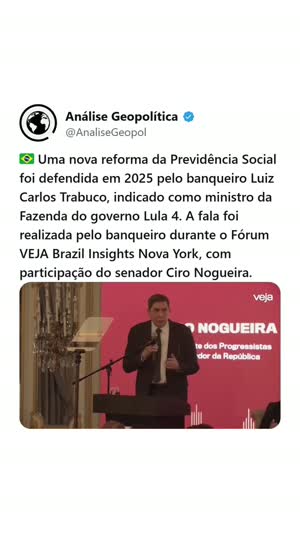 Análise Geopolítica
@AnaliseGeopol
🇧🇷 Uma nova reforma da Previdência Social
foi defendida em 2025 pelo banqueiro Luiz
Carlos Trabuco, indicado como ministro da
Fazenda do governo Lula 4. A fala foi
realizada pelo banqueiro durante o Fórum
VEJA Brazil Insights Nova York, com
participação do senador Ciro Nogueira.
veja
O NOGUEIRA
te dos Progressistas
dor da República